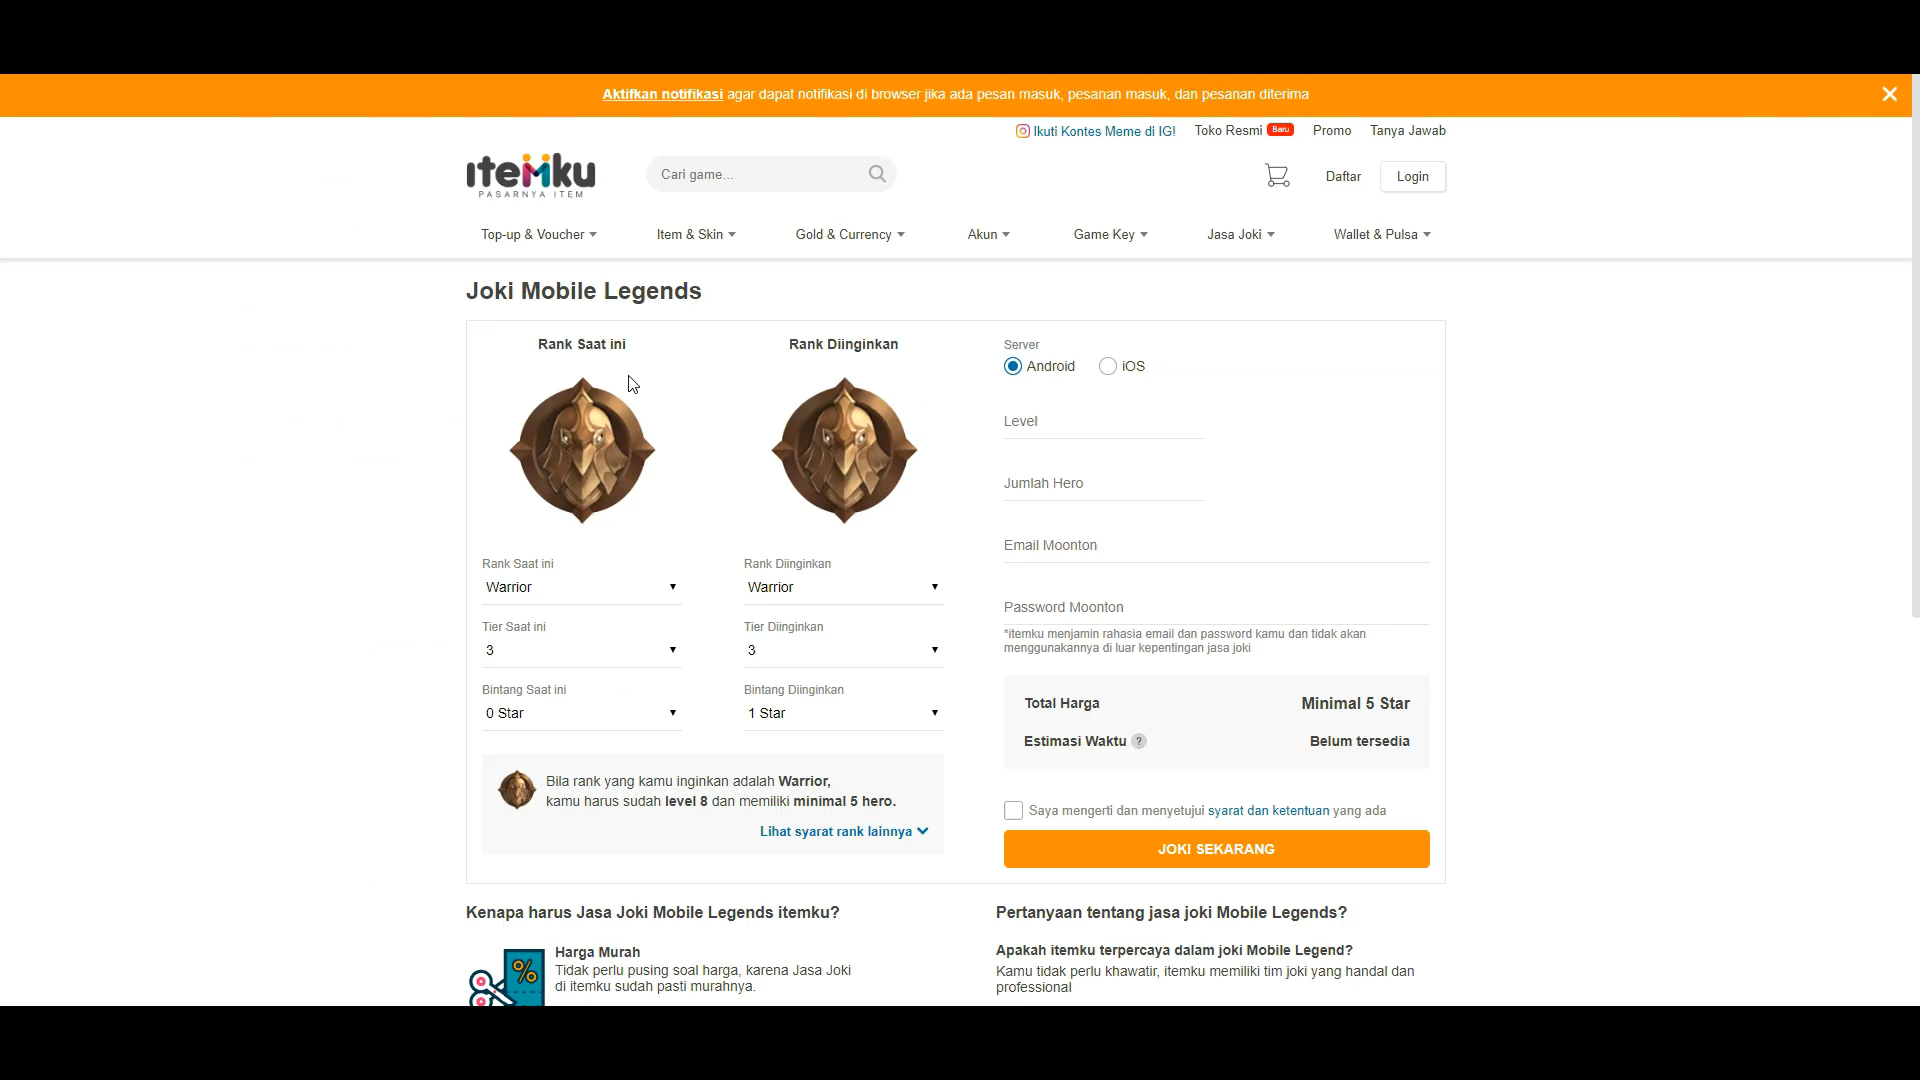 Aktifkan notifikasi agar dapat notifikasi di browser jika ada pesan masuk, pesanan masuk, dan pesanan diterima
Ikuti Kontes Meme di IG! Toko Resmi Baru Promo Tanya Jawab
itemku
PASARNYA ITEM
Cari game...
Daftar Login
Top-up & Voucher Item & Skin Gold & Currency Akun Game Key Jasa Joki Wallet & Pulsa
Joki Mobile Legends
Rank Saat ini
Rank Diinginkan
Rank Saat ini
Warrior
Tier Saat ini
3
Bintang Saat ini
0 Star
Rank Diinginkan
Warrior
Tier Diinginkan
3
Bintang Diinginkan
1 Star
Bila rank yang kamu inginkan adalah Warrior,
kamu harus sudah level 8 dan memiliki minimal 5 hero.
Lihat syarat rank lainnya
Server
Android iOS
Level
Jumlah Hero
Email Moonton
Password Moonton
*itemku menjamin rahasia email dan password kamu dan tidak akan
menggunakannya di luar kepentingan jasa joki
Total Harga Minimal 5 Star
Estimasi Waktu ? Belum tersedia
Saya mengerti dan menyetujui syarat dan ketentuan yang ada
JOKI SEKARANG
Kenapa harus Jasa Joki Mobile Legends itemku?
%
Harga Murah
Tidak perlu pusing soal harga, karena Jasa Joki
di itemku sudah pasti murahnya.
Pertanyaan tentang jasa joki Mobile Legends?
Apakah itemku terpercaya dalam joki Mobile Legend?
Kamu tidak perlu khawatir, itemku memiliki tim joki yang handal dan
professional